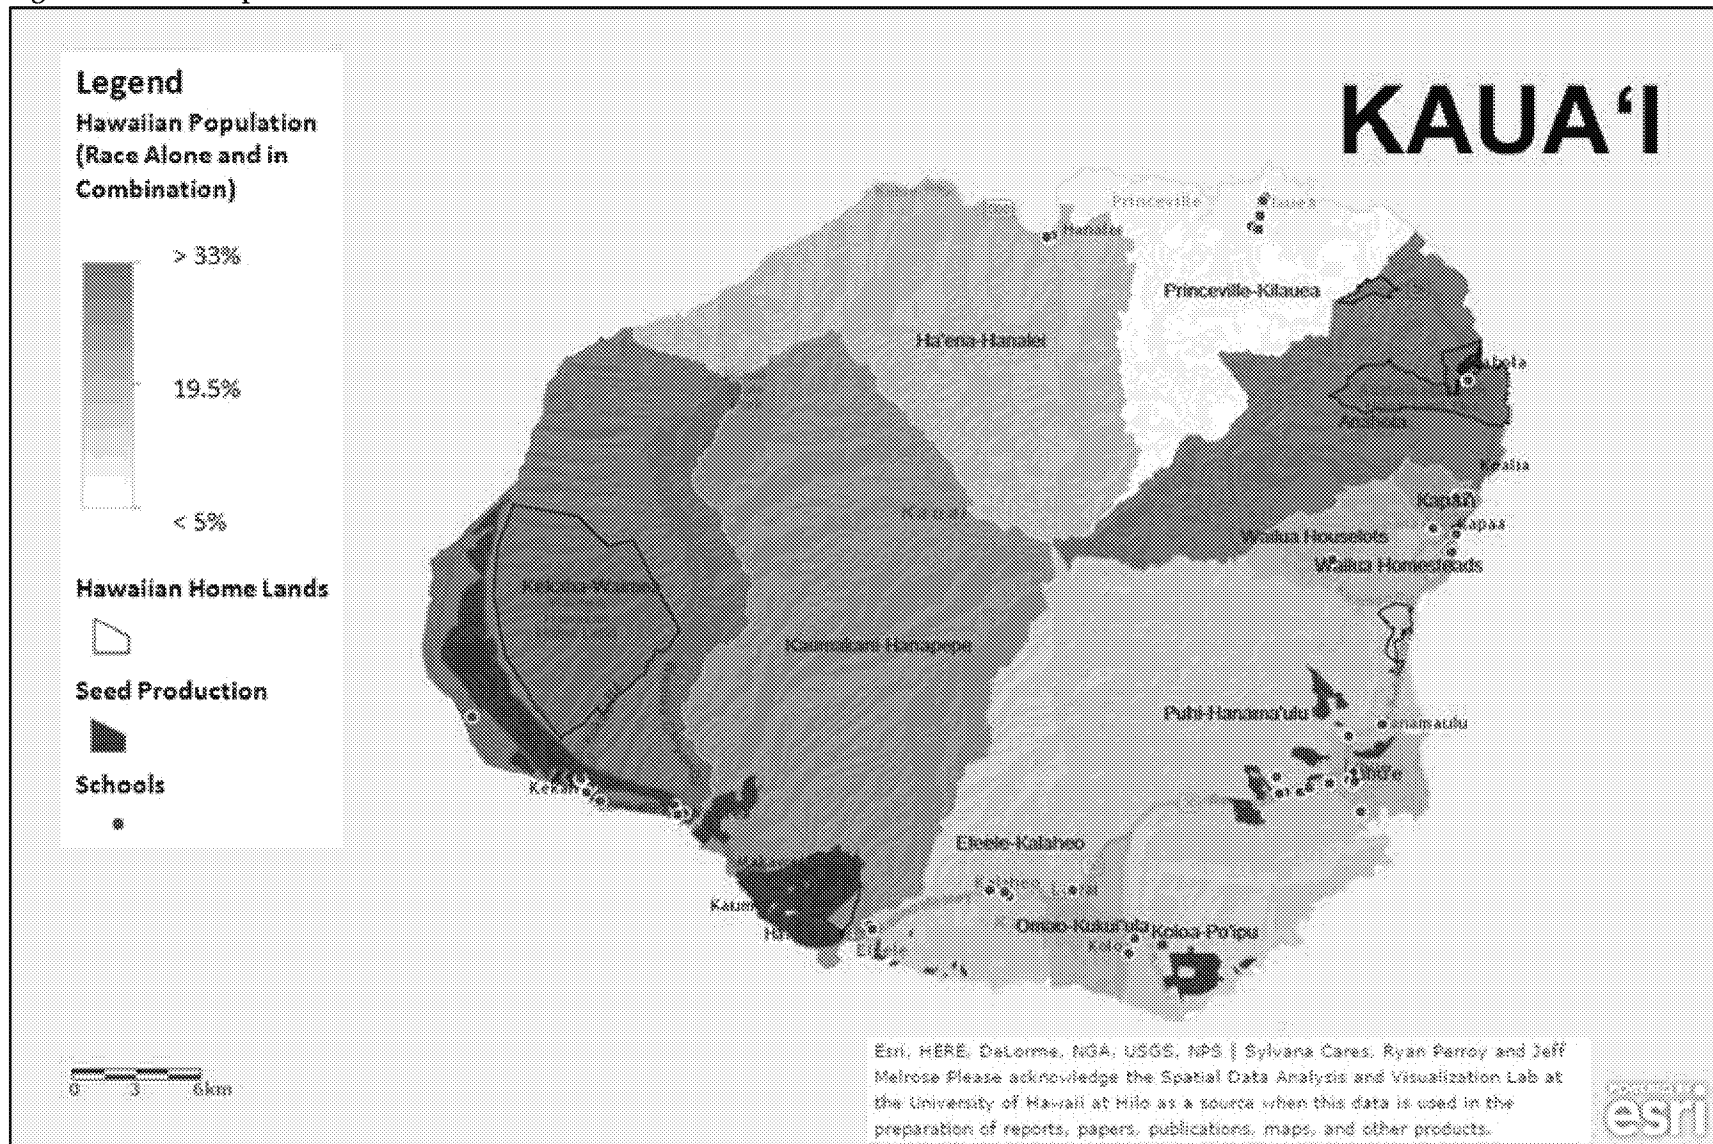 Legend
Hawaiian Population
(Race Alone and in
Combination)
> 33%
19.5%
< 5%
Hawaiian Home Lands
Seed Production
Schools
KAUAʻI
Princeville
Hanalei
Princeville-Kilauea
Ha'ena-Hanalei
Anahola
Kealia
Kapa'a
Kapaa
Wailua Houselots
Wailua Homesteads
Kekaha-Waimea
Kaumakani-Hanapepe
Puhi-Hanama'ulu
Līhu'e
Eleele-Kalaheo
Kalaheo
Omao-Kukui'ula
Koloa-Po'ipu
0 3 6km
Esri, HERE, DeLorme, NGA, USGS, NPS | Sylvana Cares, Ryan Perroy and Jeff
Melrose Please acknowledge the Spatial Data Analysis and Visualization Lab at
the University of Hawaii at Hilo as a source when this data is used in the
preparation of reports, papers, publications, maps, and other products.
esri